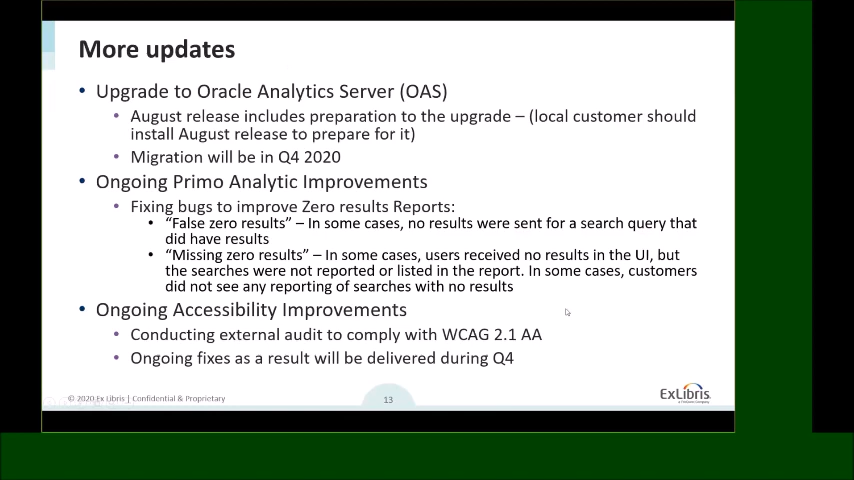 More updates
• Upgrade to Oracle Analytics Server (OAS)
• August release includes preparation to the upgrade – (local customer should
install August release to prepare for it)
• Migration will be in Q4 2020
• Ongoing Primo Analytic Improvements
• Fixing bugs to improve Zero results Reports:
• “False zero results” – In some cases, no results were sent for a search query that
did have results
• “Missing zero results” – In some cases, users received no results in the UI, but
the searches were not reported or listed in the report. In some cases, customers
did not see any reporting of searches with no results
• Ongoing Accessibility Improvements
• Conducting external audit to comply with WCAG 2.1 AA
• Ongoing fixes as a result will be delivered during Q4
© 2020 Ex Libris | Confidential & Proprietary
13
ExLibris